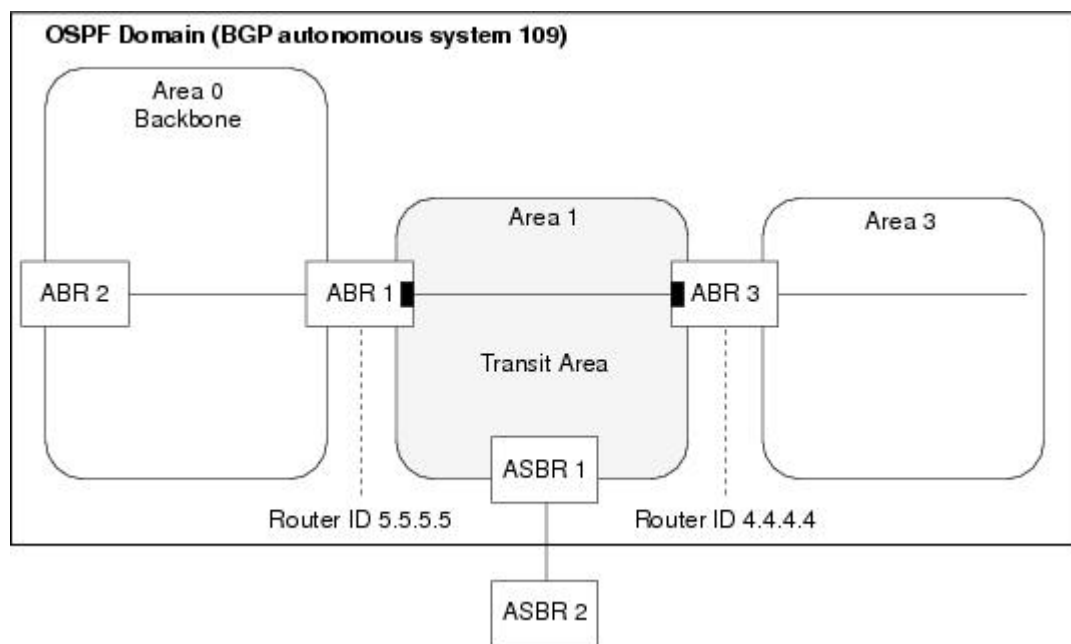 OSPF Domain (BGP autonomous system 109)
Area 0
Backbone
Area 1
Area 3
ABR 2
ABR 1
ABR 3
Transit Area
ASBR 1
Router ID 5.5.5.5
Router ID 4.4.4.4
ASBR 2